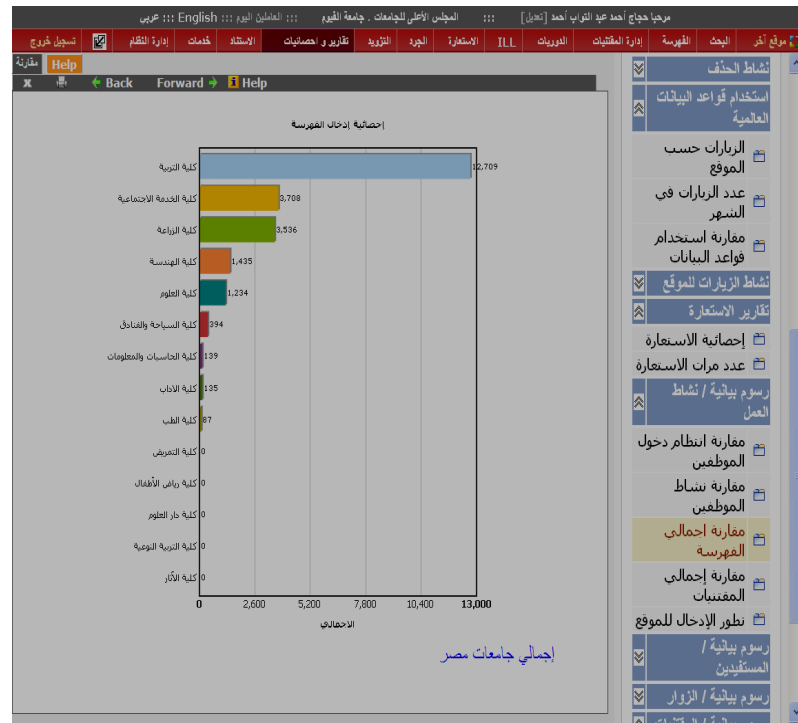 مرحبا حجاج أحمد عبد التواب أحمد [تعديل] ::: المجلس الأعلى للجامعات . جامعة الفيوم ::: العاملين اليوم ::: English ::: عربي
موقع آخر البحث الفهرسة إدارة المقتنيات الدوريات ILL الاستعارة الجرد التزويد تقارير و احصائيات الاستناد خدمات إدارة النظام تسجيل خروج
مقارنة Help
x Back Forward Help
إحصائية إدخال الفهرسة
كلية التربية 12,709
كلية الخدمة الاجتماعية 3,708
كلية الزراعة 3,536
كلية الهندسة 1,435
كلية العلوم 1,234
كلية السياحة والفنادق 394
كلية الحاسبات والمعلومات 139
كلية الاداب 135
كلية الطب 87
كلية التمريض 0
كلية رياض الأطفال 0
كلية دار العلوم 0
كلية التربية النوعية 0
كلية الآثار 0
0 2,600 5,200 7,800 10,400 13,000
الاجمالي
إجمالي جامعات مصر
نشاط الحذف
استخدام قواعد البيانات
العالمية
الزيارات حسب
الموقع
عدد الزيارات في
الشهر
مقارنة استخدام
قواعد البيانات
نشاط الزيارات للموقع
تقارير الاستعارة
إحصائية الاستعارة
عدد مرات الاستعارة
رسوم بيانية / نشاط
العمل
مقارنة انتظام دخول
الموظفين
مقارنة نشاط
الموظفين
مقارنة اجمالي
الفهرسة
مقارنة إجمالي
المقتنيات
تطور الإدخال للموقع
رسوم بيانية /
المستفيدين
رسوم بيانية / الزوار